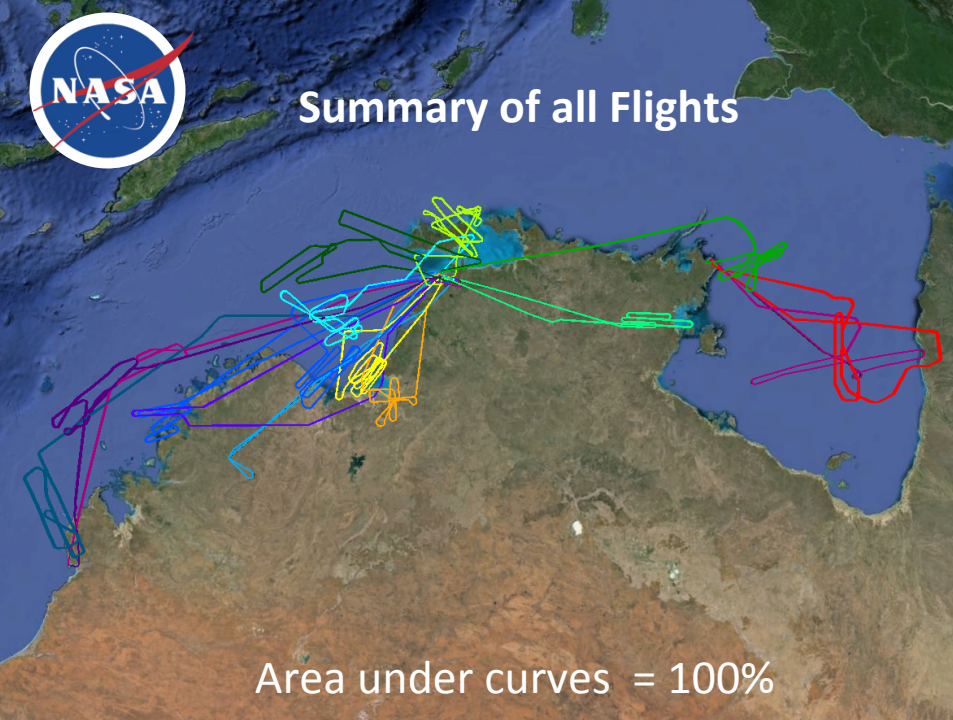 NASA
Summary of all Flights
Area under curves = 100%